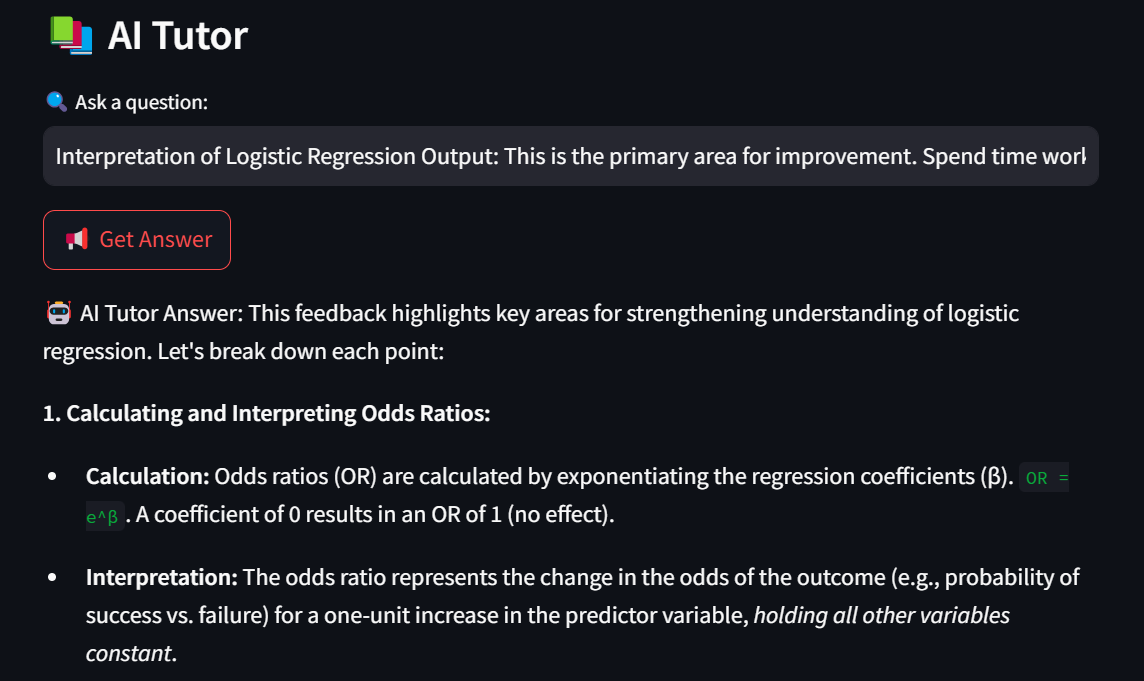 AI Tutor
Ask a question:
Interpretation of Logistic Regression Output: This is the primary area for improvement. Spend time work
Get Answer
AI Tutor Answer: This feedback highlights key areas for strengthening understanding of logistic
regression. Let's break down each point:
1. Calculating and Interpreting Odds Ratios:
• Calculation: Odds ratios (OR) are calculated by exponentiating the regression coefficients (β). OR =
e^β . A coefficient of 0 results in an OR of 1 (no effect).
• Interpretation: The odds ratio represents the change in the odds of the outcome (e.g., probability of
success vs. failure) for a one-unit increase in the predictor variable, holding all other variables
constant.